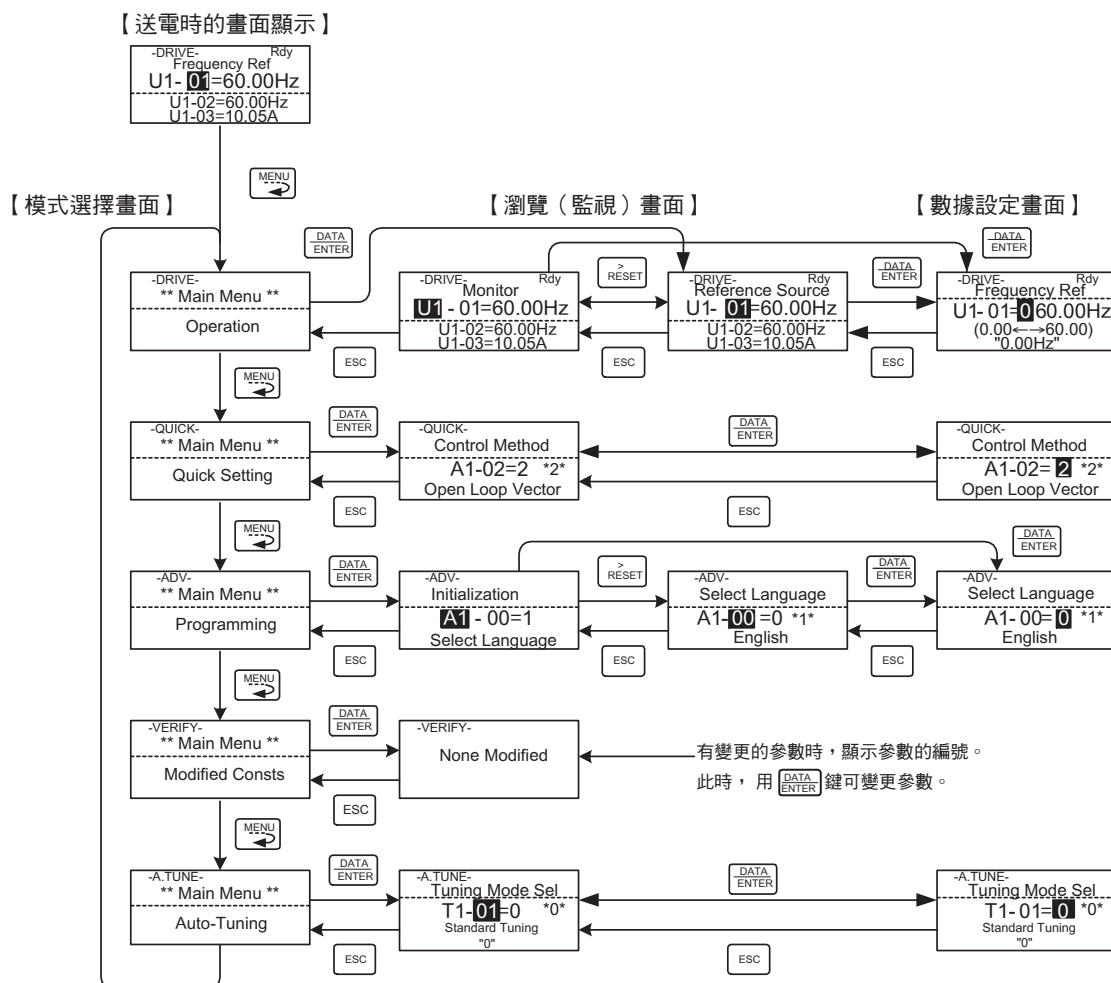 【送電時的畫面顯示】
-DRIVE- Rdy
Frequency Ref
U1- 01=60.00Hz
U1-02=60.00Hz
U1-03=10.05A
MENU
【模式選擇畫面】
【瀏覽（監視）畫面】
【數據設定畫面】
DATA
ENTER
DATA
ENTER
-DRIVE-
** Main Menu **
Operation
-DRIVE- Rdy
Monitor
U1 - 01=60.00Hz
U1-02=60.00Hz
U1-03=10.05A
>
RESET
-DRIVE- Rdy
Reference Source
U1- 01=60.00Hz
U1-02=60.00Hz
U1-03=10.05A
DATA
ENTER
-DRIVE- Rdy
Frequency Ref
U1- 01=060.00Hz
(0.00←→60.00)
"0.00Hz"
ESC
ESC
ESC
MENU
-QUICK-
** Main Menu **
Quick Setting
DATA
ENTER
-QUICK-
Control Method
A1-02=2 *2*
Open Loop Vector
DATA
ENTER
-QUICK-
Control Method
A1-02= 2 *2*
Open Loop Vector
ESC
ESC
MENU
DATA
ENTER
-ADV-
** Main Menu **
Programming
DATA
ENTER
-ADV-
Initialization
A1 - 00=1
Select Language
>
RESET
-ADV-
Select Language
A1-00 =0 *1*
English
DATA
ENTER
-ADV-
Select Language
A1- 00= 0 *1*
English
ESC
ESC
ESC
MENU
-VERIFY-
** Main Menu **
Modified Consts
DATA
ENTER
-VERIFY-
None Modified
有變更的參數時，顯示參數的編號。
此時， 用 DATA ENTER 鍵可變更參數。
ESC
MENU
-A.TUNE-
** Main Menu **
Auto-Tuning
DATA
ENTER
-A.TUNE-
Tuning Mode Sel
T1-01=0 *0*
Standard Tuning
"0"
DATA
ENTER
-A.TUNE-
Tuning Mode Sel
T1- 01= 0 *0*
Standard Tuning
"0"
ESC
ESC